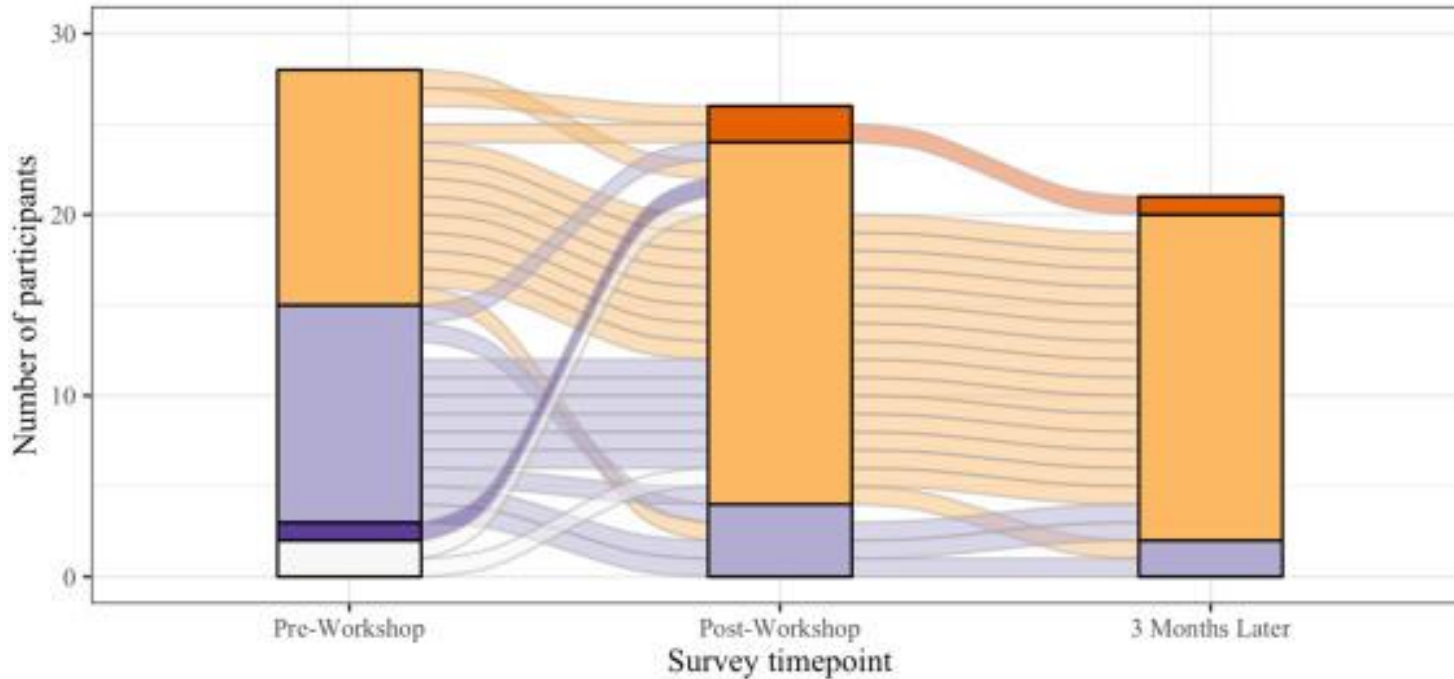 Number of participants
30
20
10
0
Pre-Workshop
Post-Workshop
3 Months Later
Survey timepoint